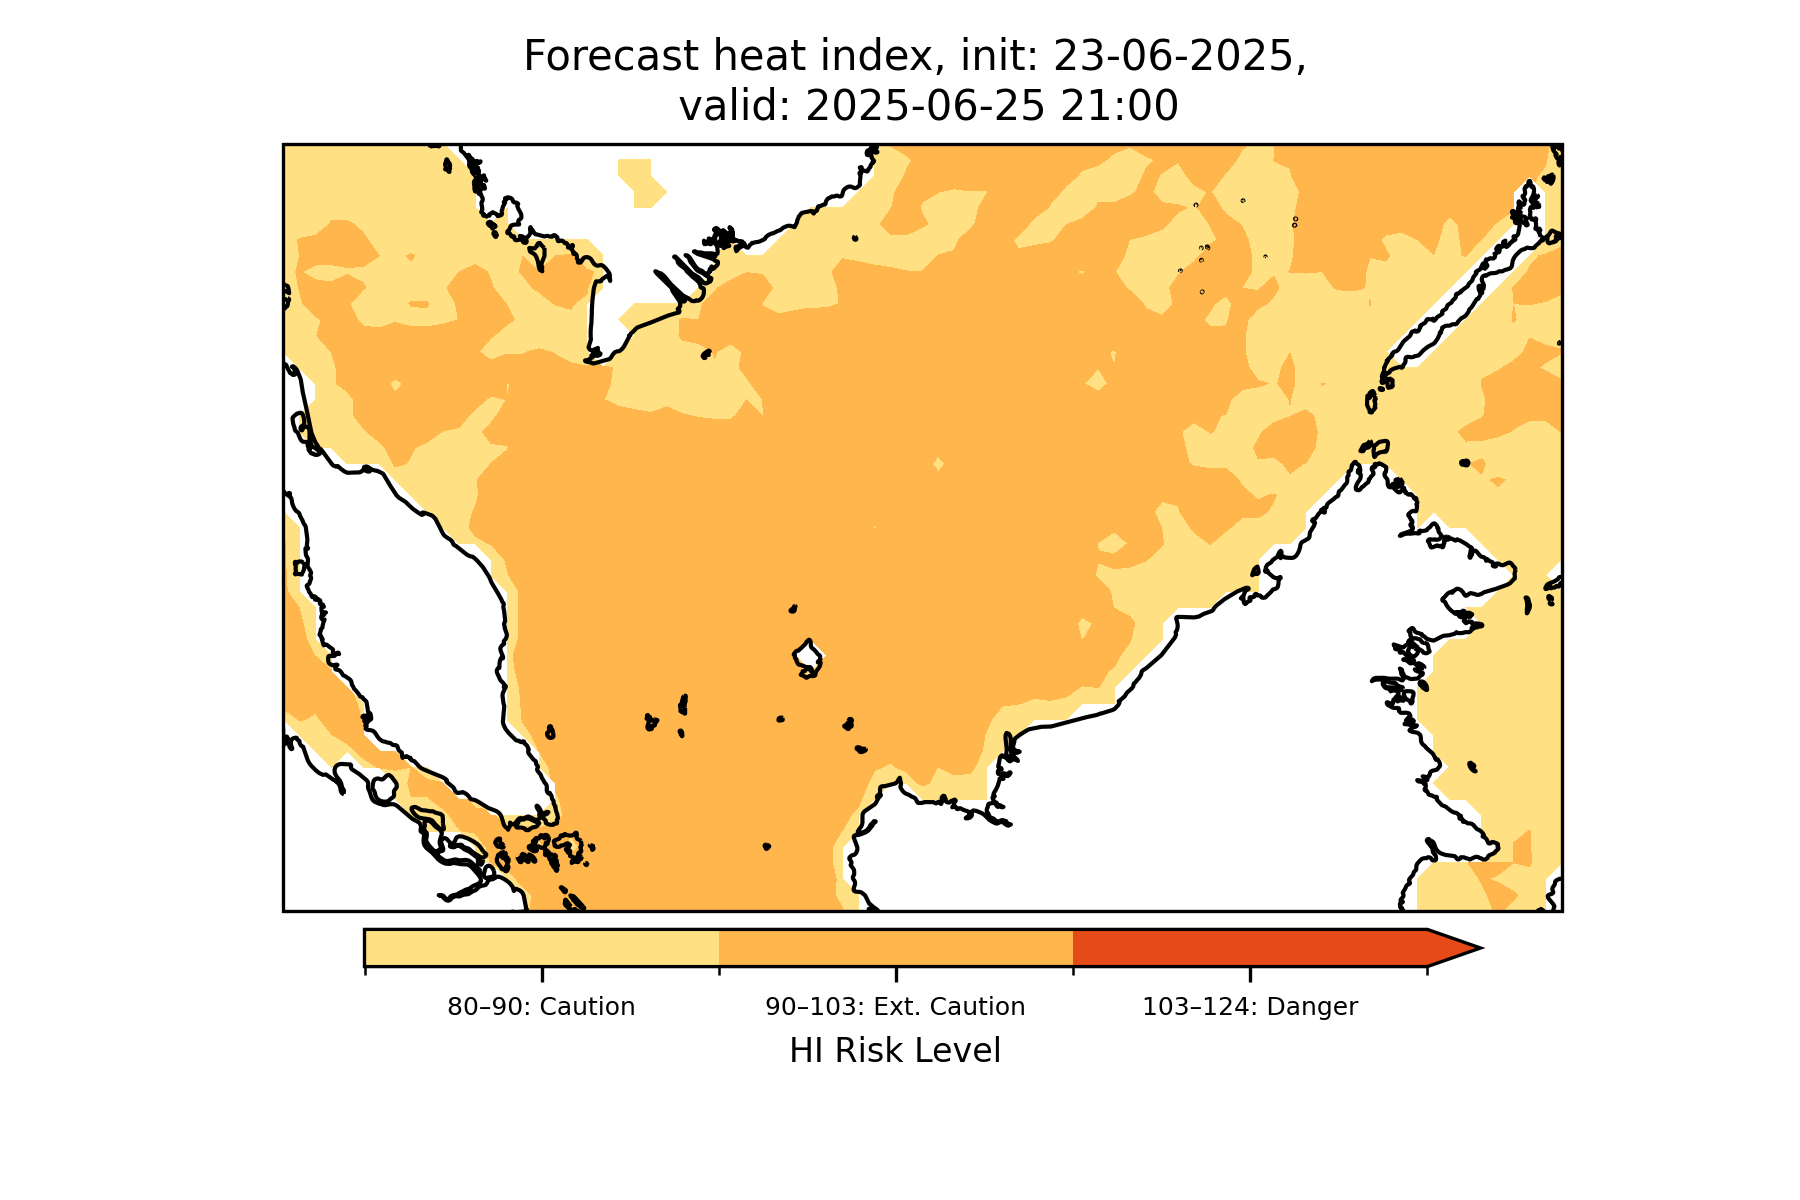 Forecast heat index, init: 23-06-2025,
valid: 2025-06-25 21:00
80–90: Caution
90–103: Ext. Caution
103–124: Danger
HI Risk Level